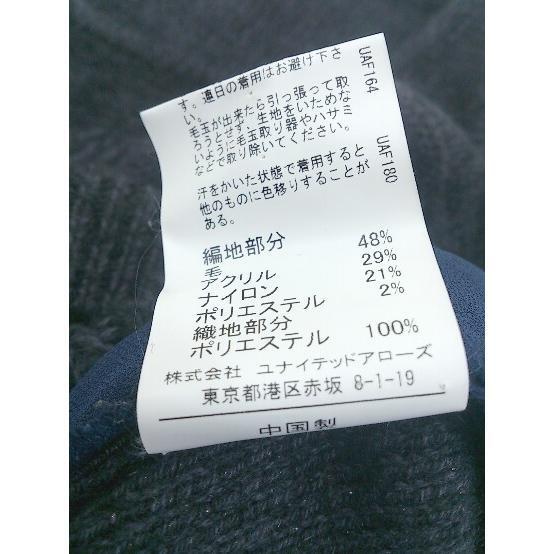 す。連日の着用はお避け下さ
い。
毛玉が出来たら引っ張って取
ろうとせず、生地をいためな
いように毛玉取り器やハサミ
などで取り除いてください。
UAF164
汗をかいた状態で着用すると
他のものに色移りすることが
ある。
UAF180
編地部分
毛 48%
アクリル 29%
ナイロン 21%
ポリエステル 2%
織地部分
ポリエステル 100%
株式会社 ユナイテッドアローズ
東京都港区赤坂 8-1-19
中国製